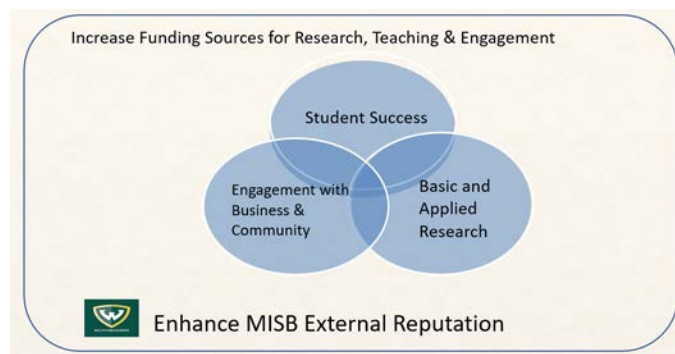 Increase Funding Sources for Research, Teaching & Engagement
Student Success
Engagement with
Business &
Community
Basic and
Applied
Research
Enhance MISB External Reputation